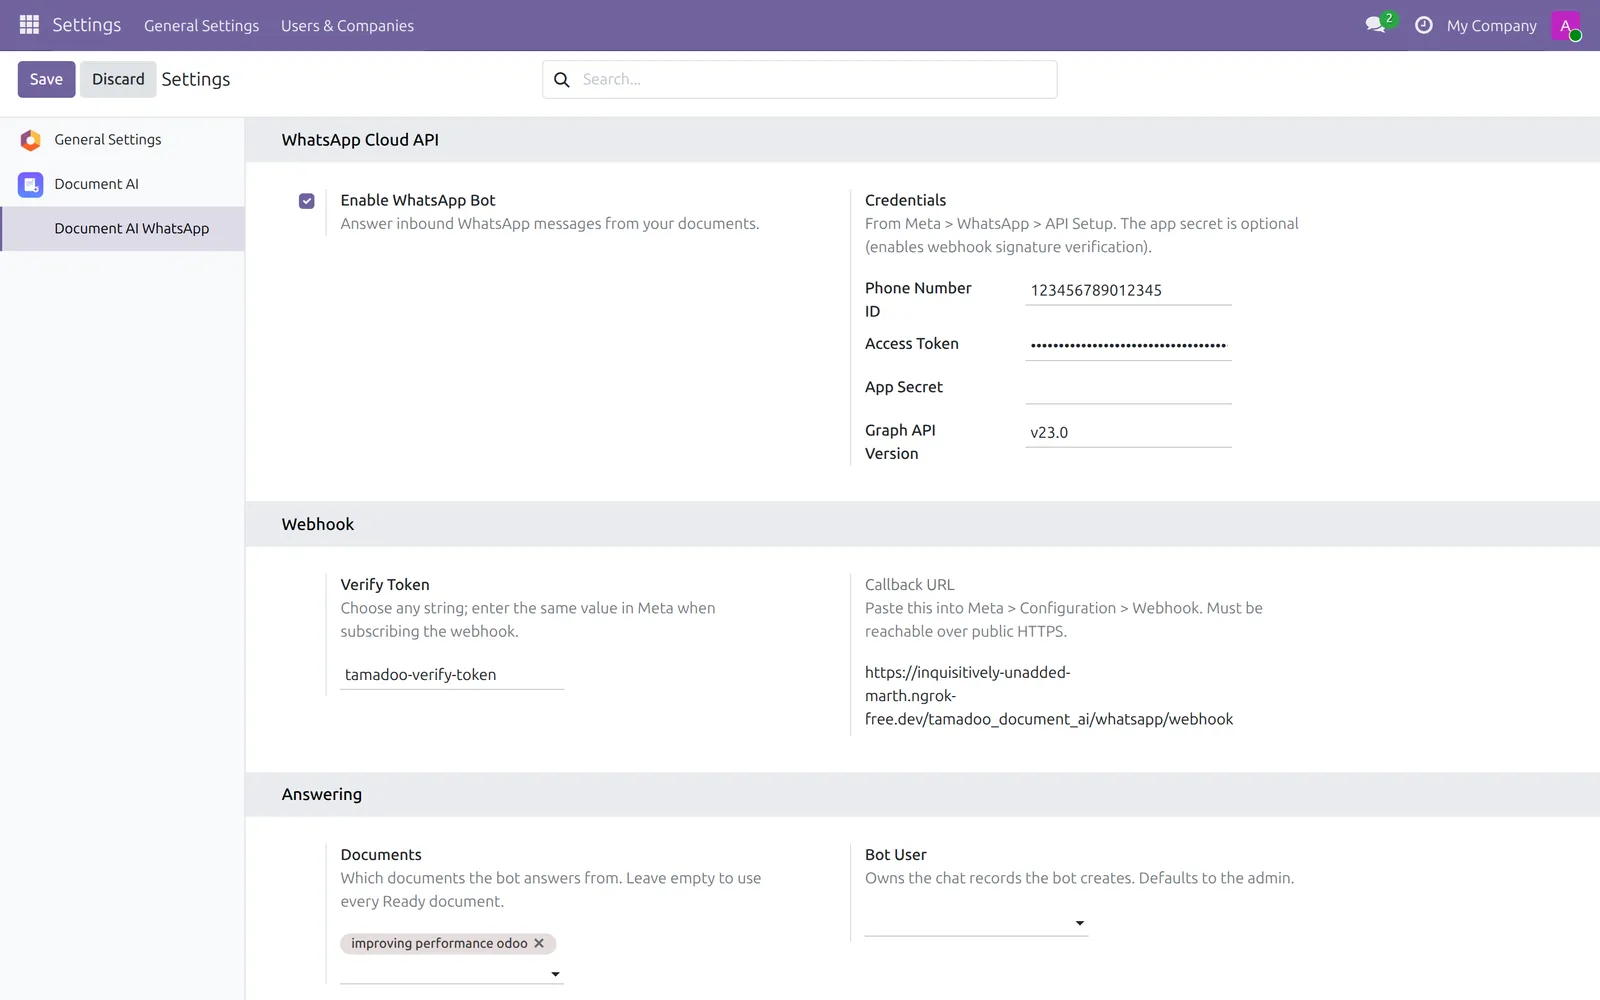 Settings General Settings Users & Companies 2 My Company A
Save Discard Settings Search...
General Settings
Document AI
Document AI WhatsApp
WhatsApp Cloud API
Enable WhatsApp Bot
Answer inbound WhatsApp messages from your documents.
Credentials
From Meta > WhatsApp > API Setup. The app secret is optional
(enables webhook signature verification).
Phone Number
ID
123456789012345
Access Token
App Secret
Graph API
Version
v23.0
Webhook
Verify Token
Choose any string; enter the same value in Meta when
subscribing the webhook.
tamadoo-verify-token
Callback URL
Paste this into Meta > Configuration > Webhook. Must be
reachable over public HTTPS.
https://inquisitively-unadded-
marth.ngrok-
free.dev/tamadoo_document_ai/whatsapp/webhook
Answering
Documents
Which documents the bot answers from. Leave empty to use
every Ready document.
improving performance odoo
Bot User
Owns the chat records the bot creates. Defaults to the admin.